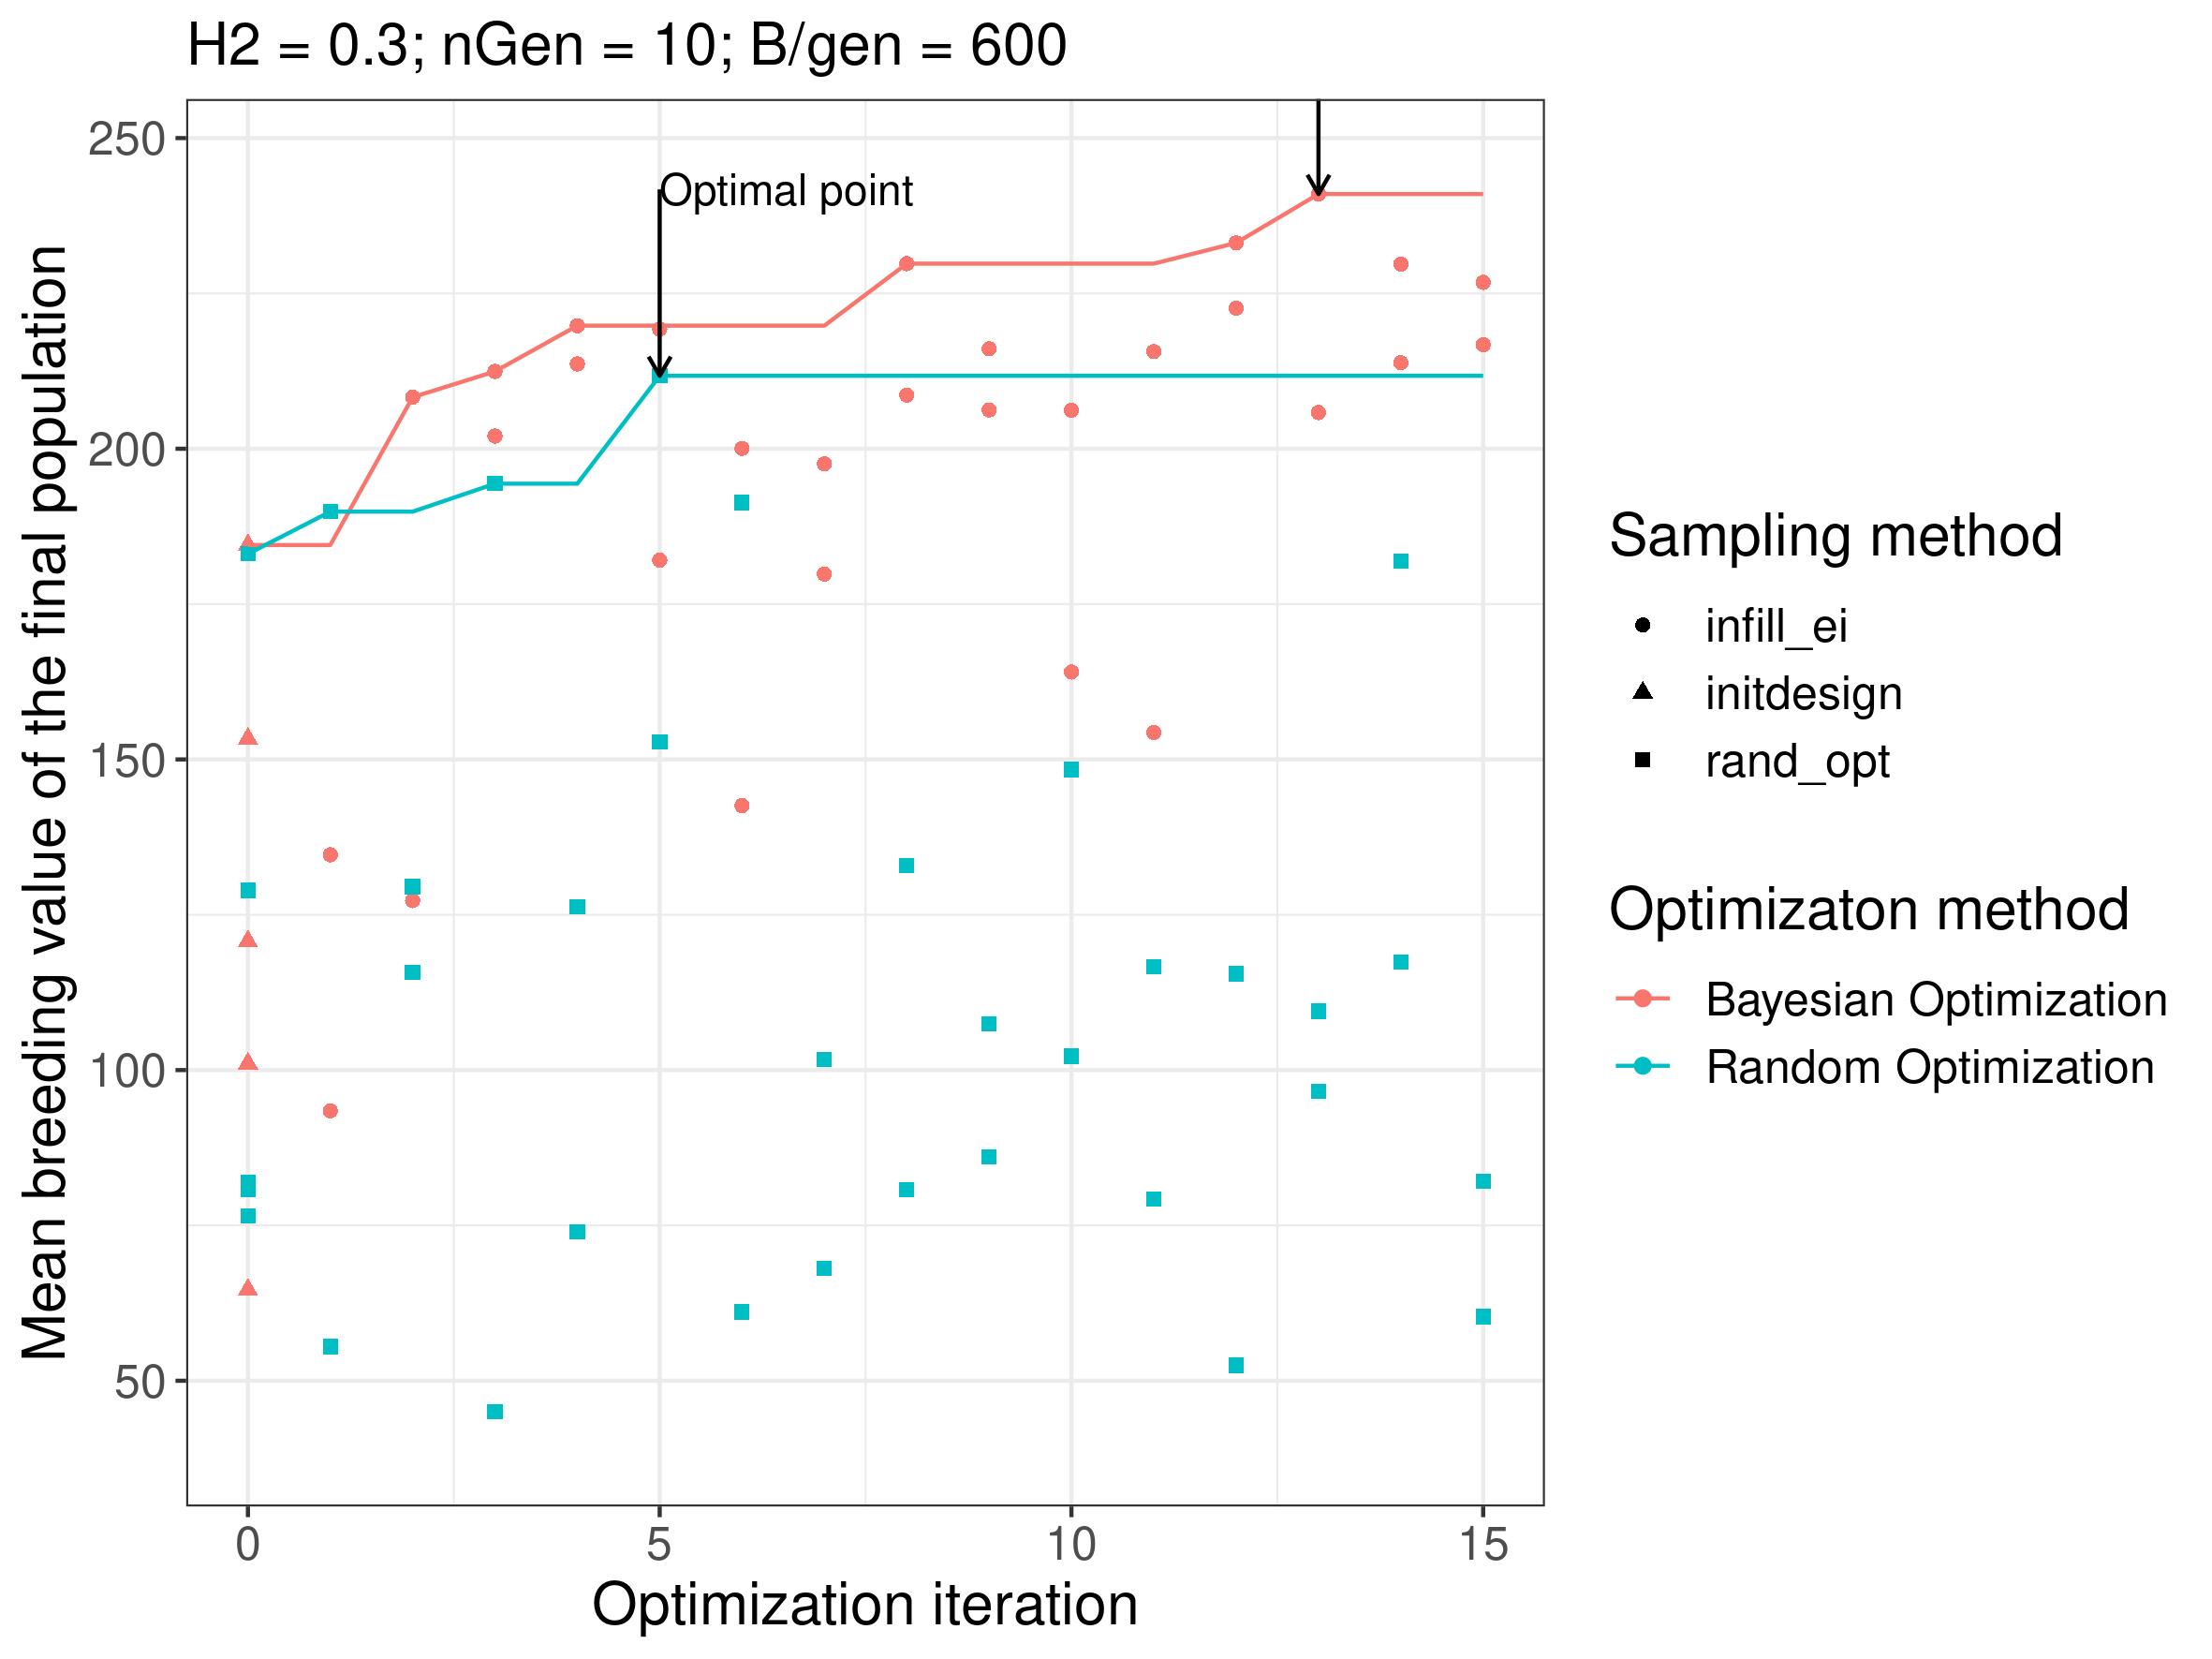 H2 = 0.3; nGen = 10; B/gen = 600
Mean breeding value of the final population
250
200
150
100
50
Optimal point
0 5 10 15
Optimization iteration
Sampling method
infill_ei
initdesign
rand_opt
Optimizaton method
Bayesian Optimization
Random Optimization